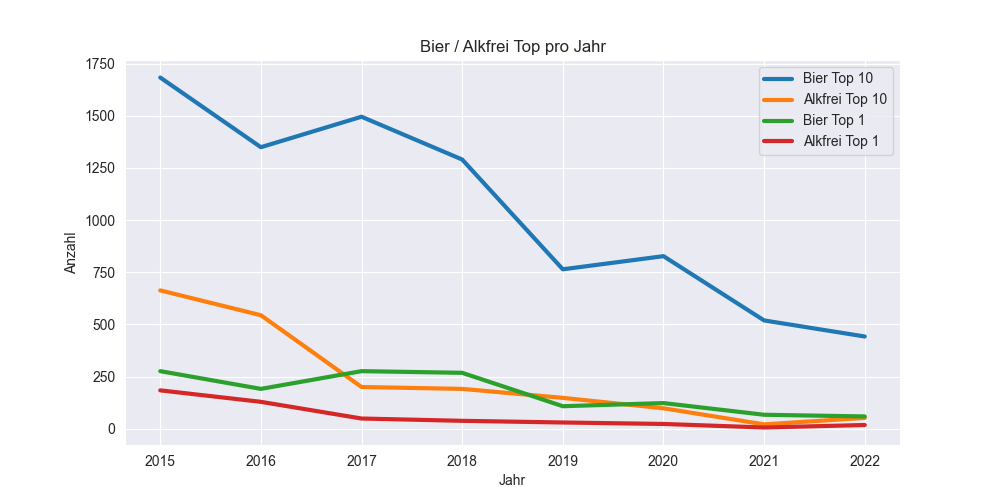 Bier / Alkfrei Top pro Jahr
Bier Top 10
Alkfrei Top 10
Bier Top 1
Alkfrei Top 1
Anzahl
1750
1500
1250
1000
750
500
250
0
2015 2016 2017 2018 2019 2020 2021 2022
Jahr